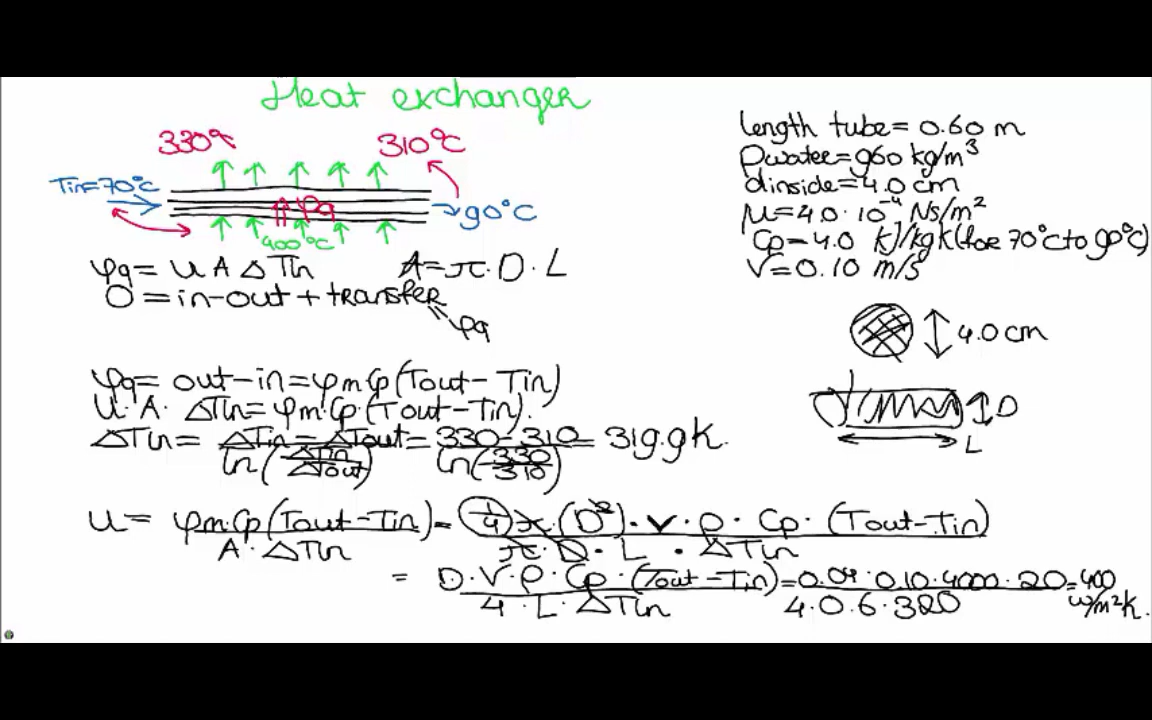 Heat exchanger
330°C 310°C
Tin=70°C
φq
90°C
400°C
φq= U A ΔTln A=π·D·L
0 = in-out + transfer
φq
φq= out-in=φm Cp(Tout-Tin)
U·A·ΔTln=φm·Cp·(Tout-Tin).
ΔTln= ΔTin-ΔTout = 330-310 = 319.9K.
ln(ΔTin/ΔTout) ln(330/310)
U= φm·Cp(Tout-Tin) = 1/4 π·(D²)·v·ρ·Cp·(Tout-Tin)
A·ΔTln π·D·L·ΔTln
= D·V·ρ·Cp·(Tout-Tin) = 0.04·0.10·4000·20 = 400
4·L·ΔTln 4·0.6·320 W/m²K.
length tube= 0.60 m
ρwater=960 kg/m³
dinside=4.0 cm
μ=4.0·10⁻⁴ Ns/m²
Cp=4.0 kJ/kgK(for 70°C to 90°C)
V=0.10 m/s
4.0 cm
D
L